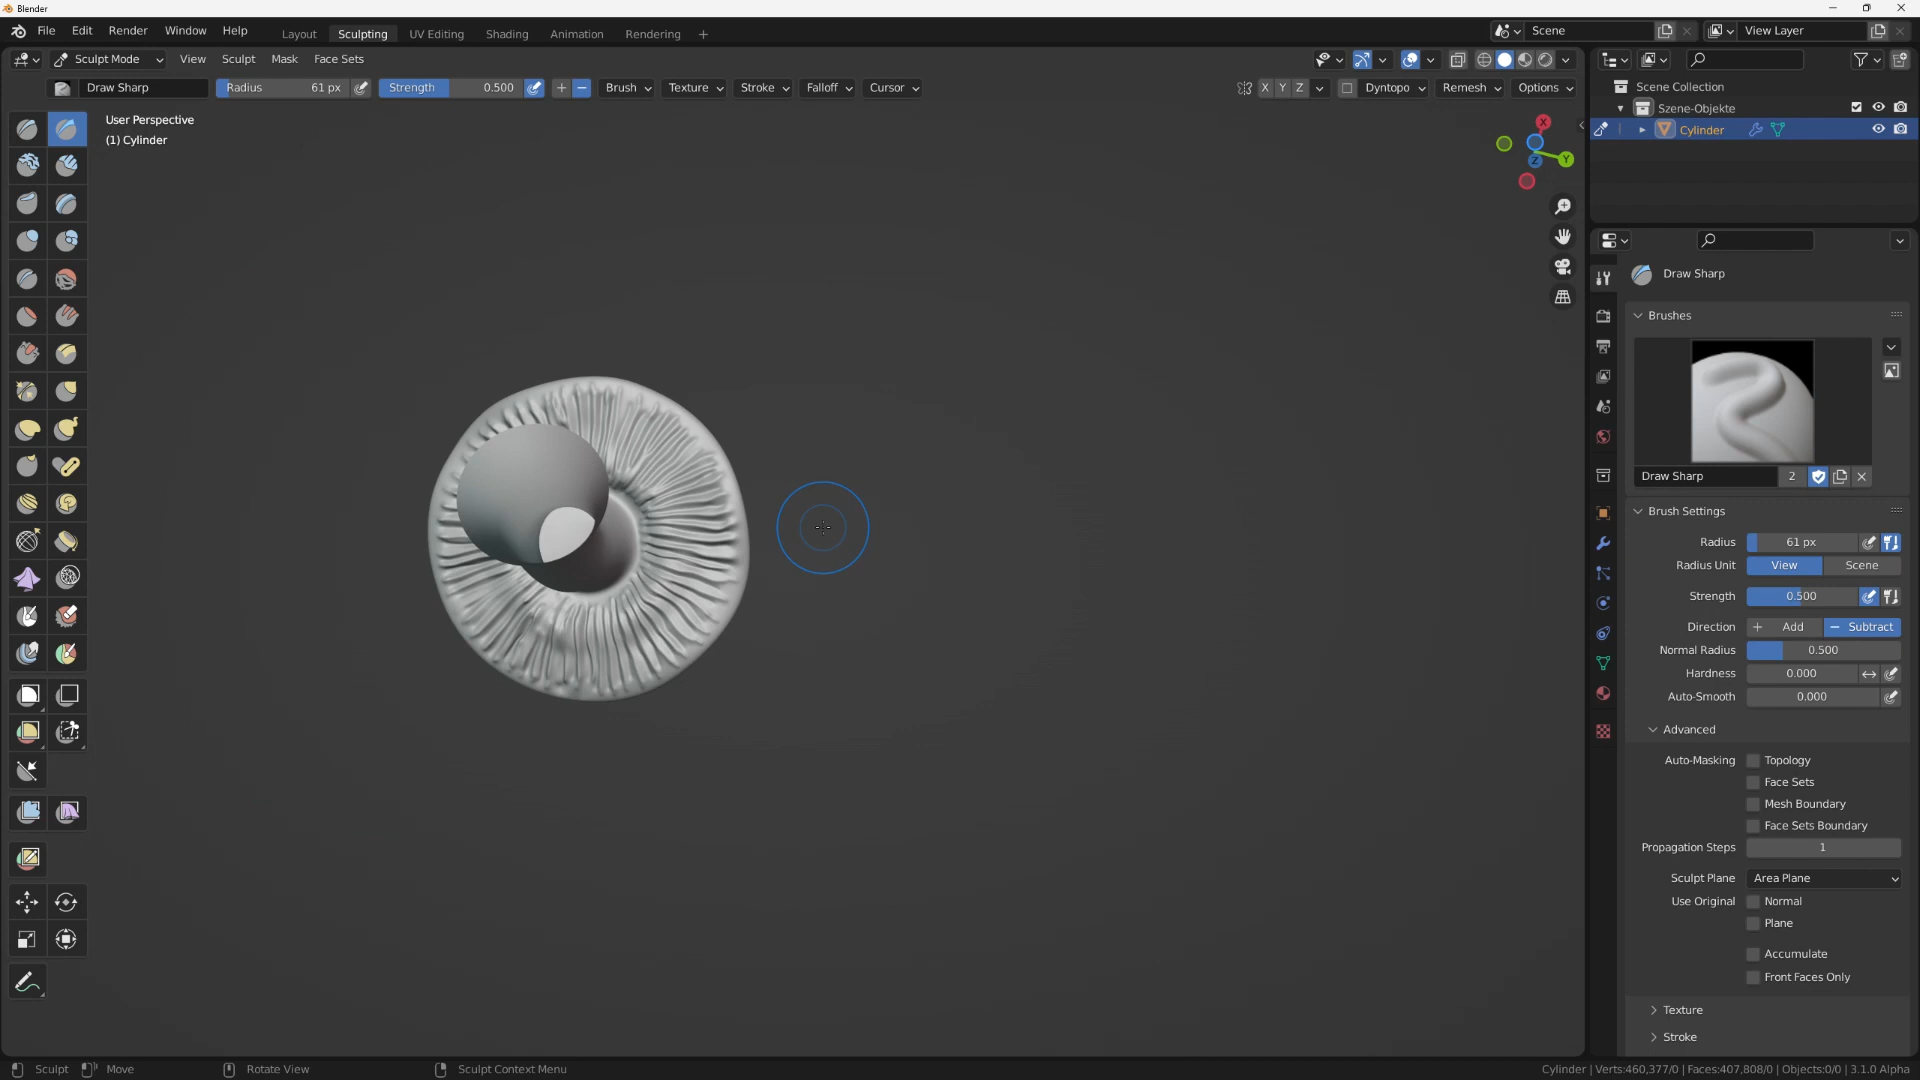 Blender
File Edit Render Window Help Layout Sculpting UV Editing Shading Animation Rendering + Scene View Layer
Sculpt Mode View Sculpt Mask Face Sets
Draw Sharp Radius 61 px Strength 0.500 + − Brush Texture Stroke Falloff Cursor X Y Z Dyntopo Remesh Options
User Perspective
(1) Cylinder
X
Y
Z
Scene Collection
Szene-Objekte
Cylinder
Draw Sharp
Brushes
Draw Sharp 2
Brush Settings
Radius 61 px
Radius Unit View Scene
Strength 0.500
Direction + Add − Subtract
Normal Radius 0.500
Hardness 0.000
Auto-Smooth 0.000
Advanced
Auto-Masking Topology
Face Sets
Mesh Boundary
Face Sets Boundary
Propagation Steps 1
Sculpt Plane Area Plane
Use Original Normal
Plane
Accumulate
Front Faces Only
Texture
Stroke
Sculpt Move Rotate View Sculpt Context Menu Cylinder | Verts:460,377/0 | Faces:407,808/0 | Objects:0/0 | 3.1.0 Alpha